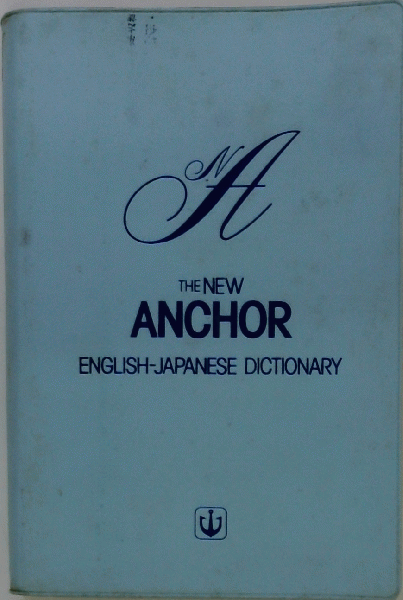 NA
THE NEW
ANCHOR
ENGLISH-JAPANESE DICTIONARY